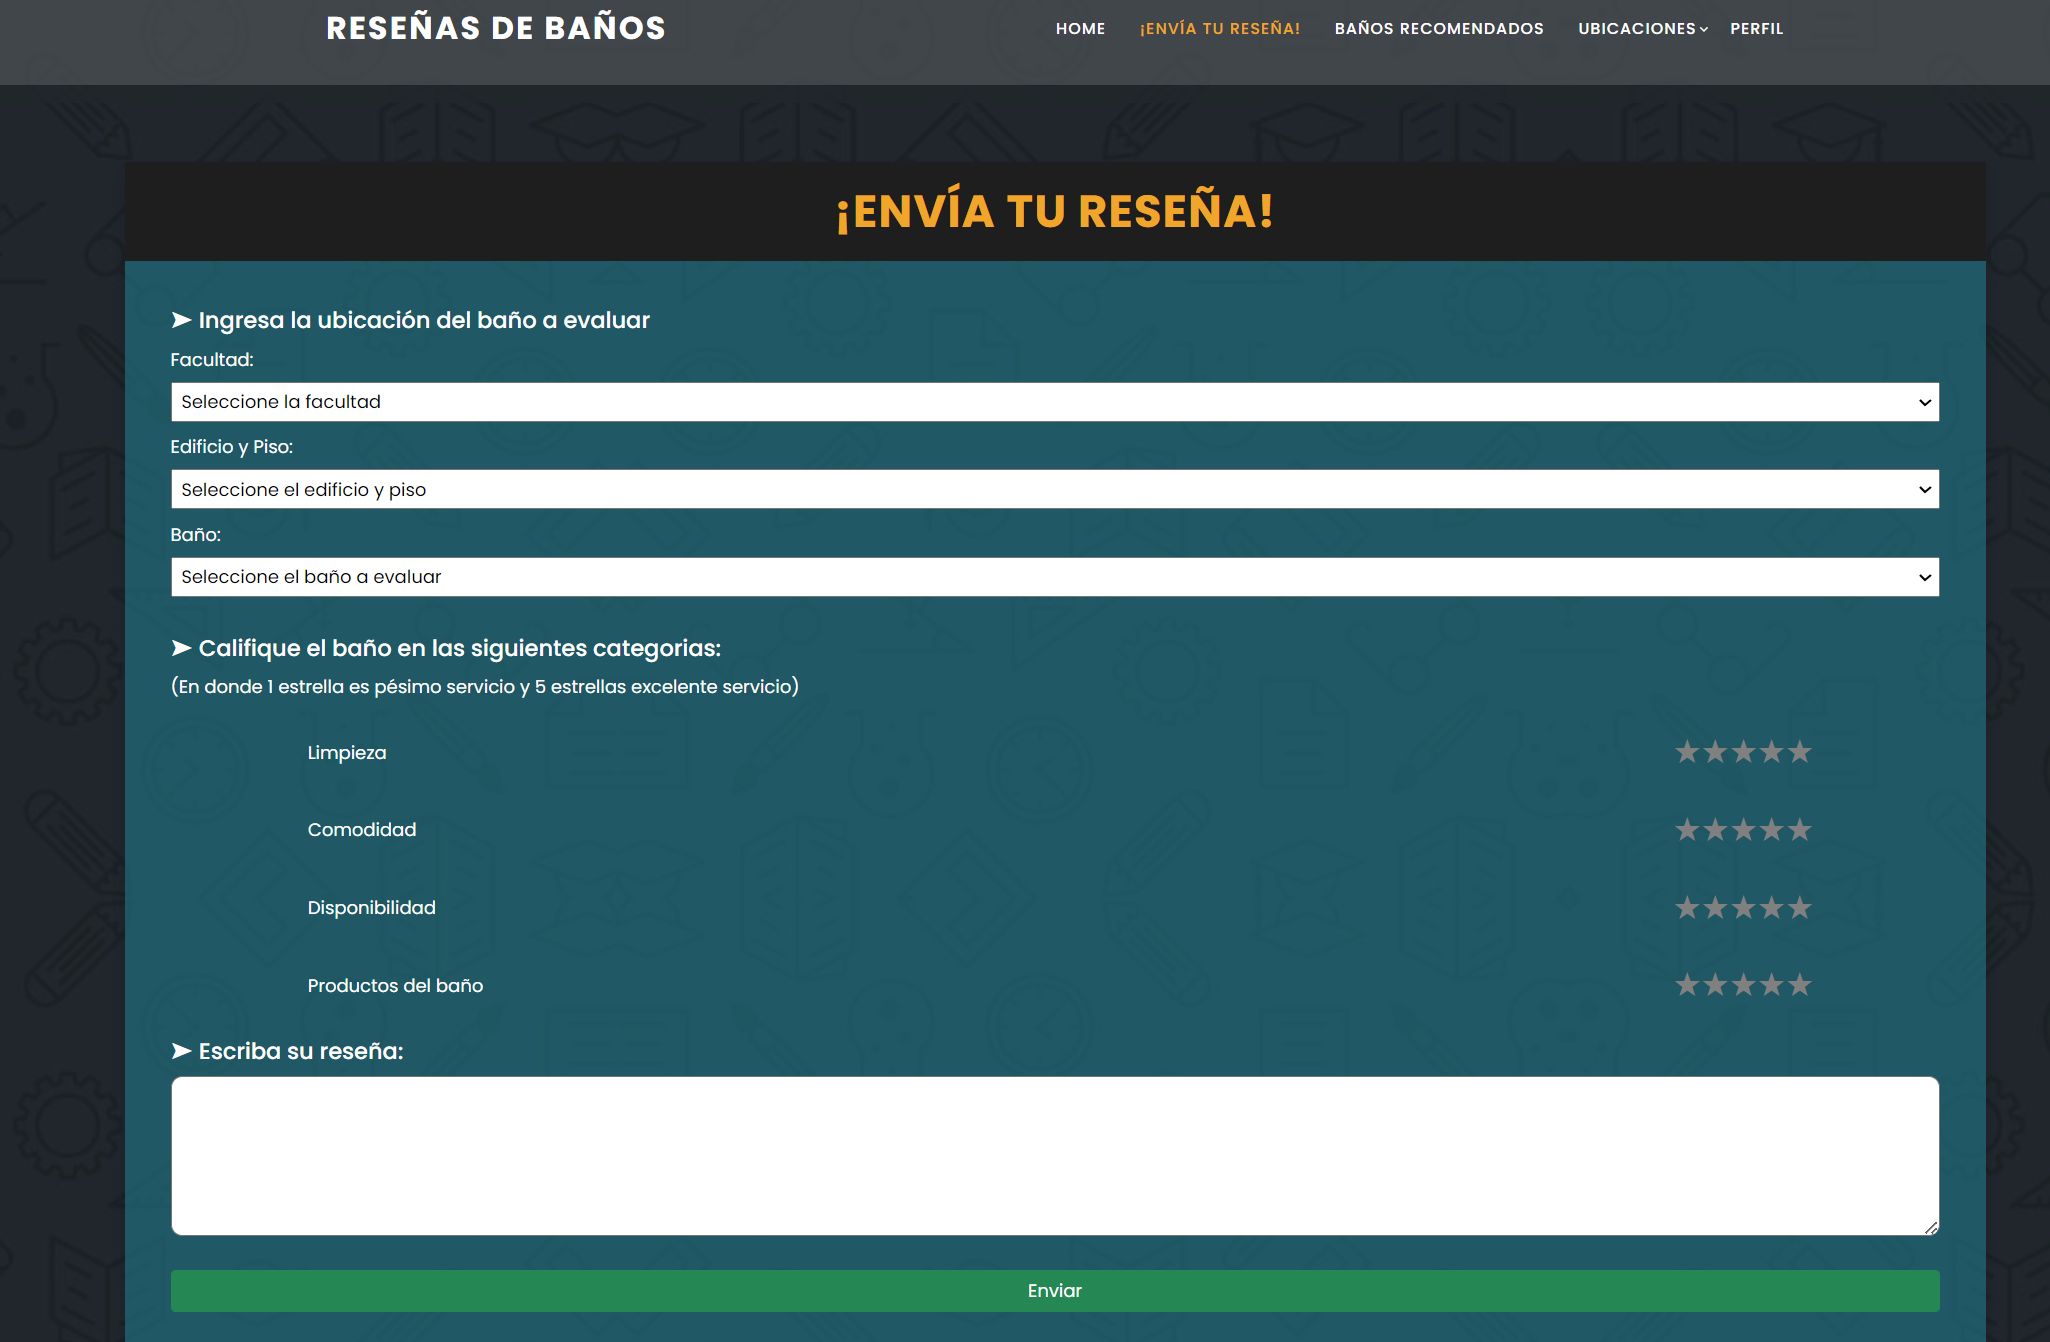 RESEÑAS DE BAÑOS
HOME ¡ENVÍA TU RESEÑA! BAÑOS RECOMENDADOS UBICACIONES PERFIL
¡ENVÍA TU RESEÑA!
➤ Ingresa la ubicación del baño a evaluar
Facultad:
Seleccione la facultad
Edificio y Piso:
Seleccione el edificio y piso
Baño:
Seleccione el baño a evaluar
➤ Califique el baño en las siguientes categorias:
(En donde 1 estrella es pésimo servicio y 5 estrellas excelente servicio)
Limpieza ★★★★★
Comodidad ★★★★★
Disponibilidad ★★★★★
Productos del baño ★★★★★
➤ Escriba su reseña:
Enviar